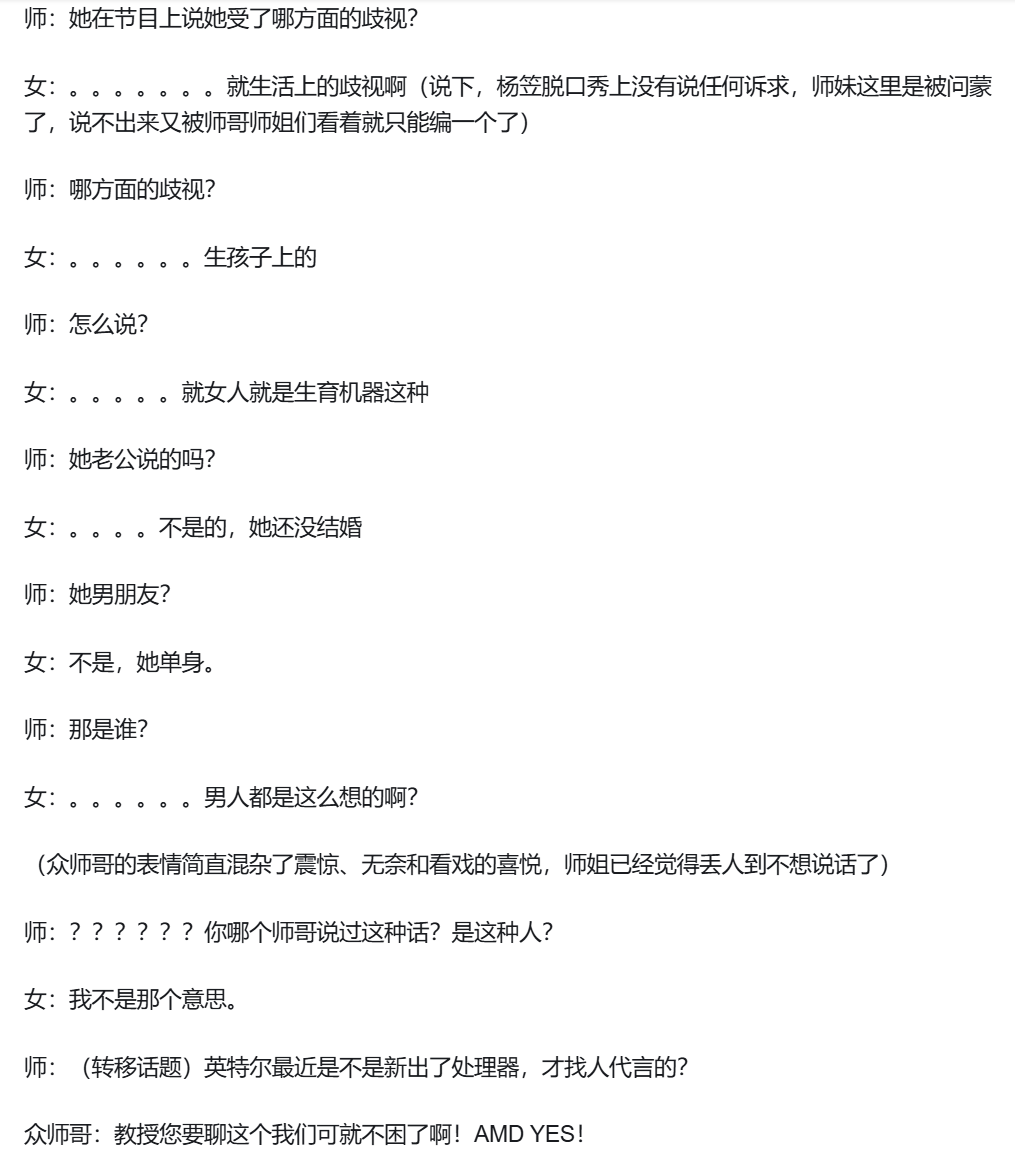 师：她在节目上说她受了哪方面的歧视？
女：。。。。。。。就生活上的歧视啊（说下，杨笠脱口秀上没有说任何诉求，师妹这里是被问蒙
了，说不出来又被师哥师姐们看着就只能编一个了）
师：哪方面的歧视？
女：。。。。。。生孩子上的
师：怎么说？
女：。。。。。就女人就是生育机器这种
师：她老公说的吗？
女：。。。。不是的，她还没结婚
师：她男朋友？
女：不是，她单身。
师：那是谁？
女：。。。。。。男人都是这么想的啊？
（众师哥的表情简直混杂了震惊、无奈和看戏的喜悦，师姐已经觉得丢人到不想说话了）
师：？？？？？？你哪个师哥说过这种话？是这种人？
女：我不是那个意思。
师：（转移话题）英特尔最近是不是新出了处理器，才找人代言的？
众师哥：教授您要聊这个我们可就不困了啊！AMD YES！